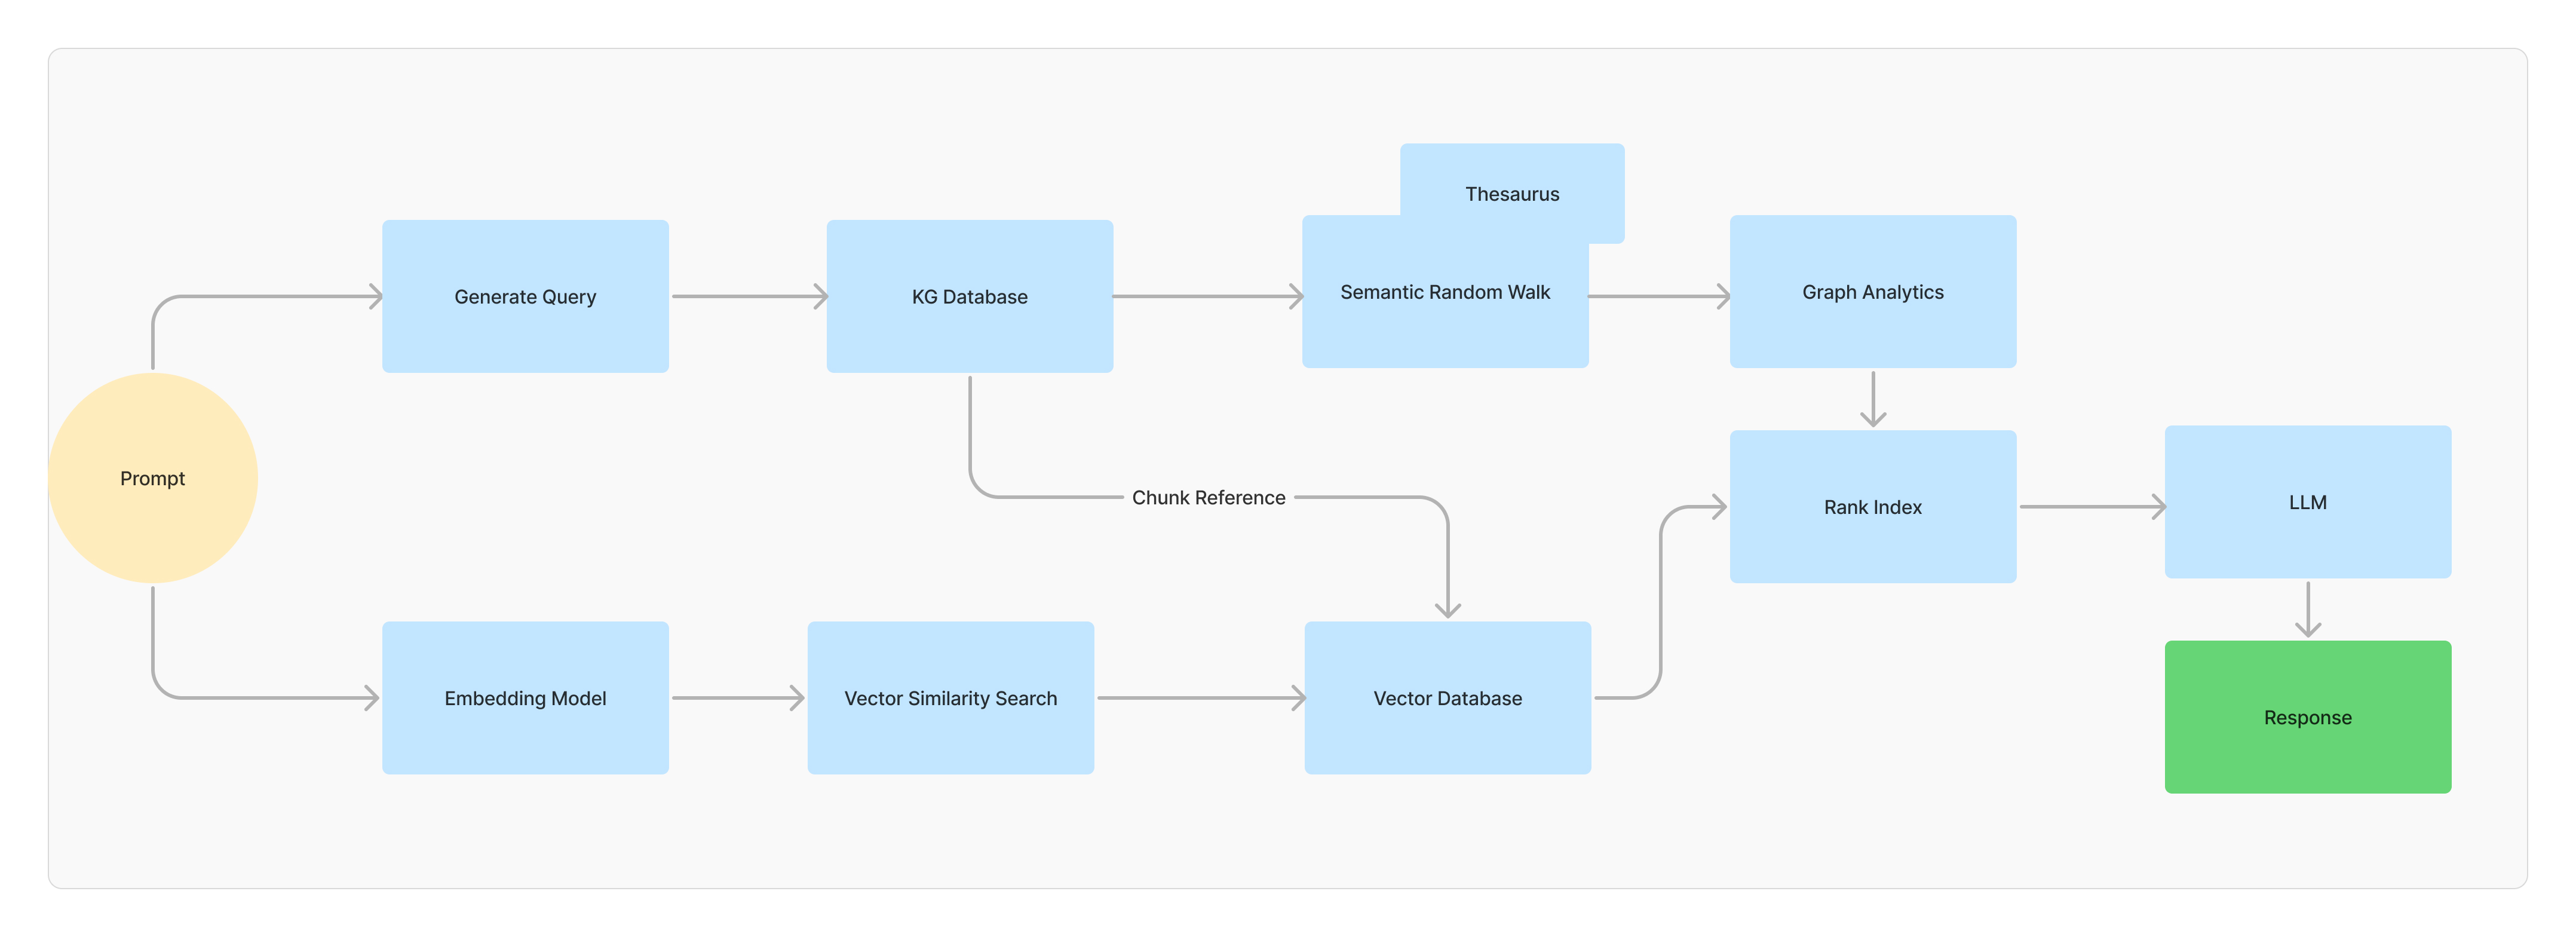 Thesaurus
Generate Query
KG Database
Semantic Random Walk
Graph Analytics
Prompt
Chunk Reference
Rank Index
LLM
Embedding Model
Vector Similarity Search
Vector Database
Response